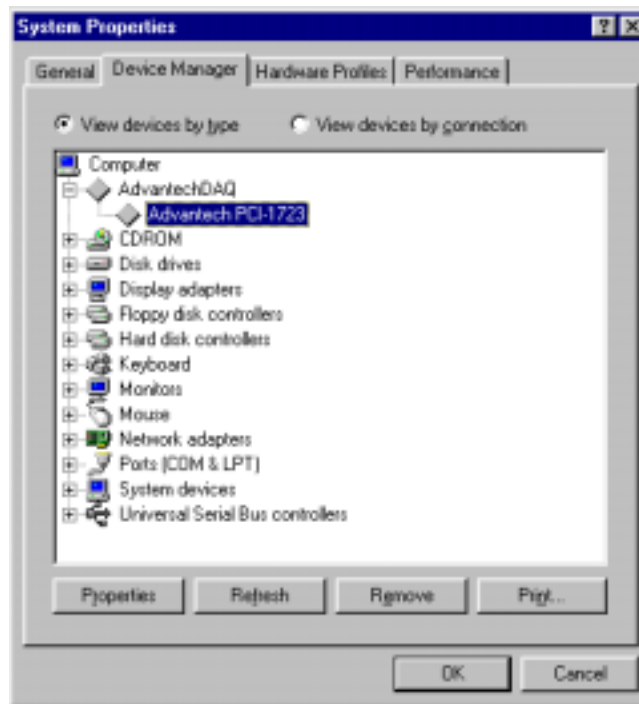 System Properties
General Device Manager Hardware Profiles Performance
View devices by type View devices by connection
Computer
AdvantechDAQ
Advantech PCI-1723
CDROM
Disk drives
Display adapters
Floppy disk controllers
Hard disk controllers
Keyboard
Monitors
Mouse
Network adapters
Ports (COM & LPT)
System devices
Universal Serial Bus controllers
Properties Refresh Remove Print...
OK Cancel